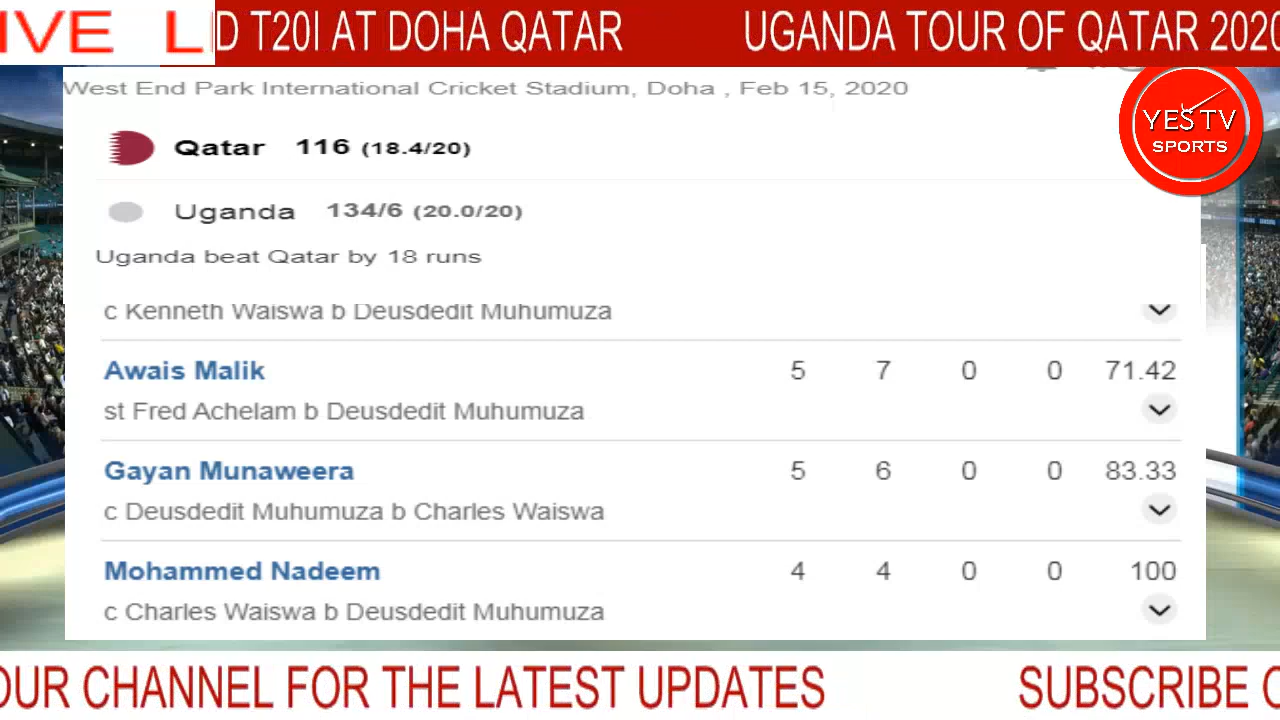 IVE L
D T20I AT DOHA QATAR UGANDA TOUR OF QATAR 2020
West End Park International Cricket Stadium, Doha , Feb 15, 2020
YES TV
SPORTS
Qatar 116 (18.4/20)
Uganda 134/6 (20.0/20)
Uganda beat Qatar by 18 runs
c Kenneth Waiswa b Deusdedit Muhumuza
Awais Malik 5 7 0 0 71.42
st Fred Achelam b Deusdedit Muhumuza
Gayan Munaweera 5 6 0 0 83.33
c Deusdedit Muhumuza b Charles Waiswa
Mohammed Nadeem 4 4 0 0 100
c Charles Waiswa b Deusdedit Muhumuza
OUR CHANNEL FOR THE LATEST UPDATES SUBSCRIBE O